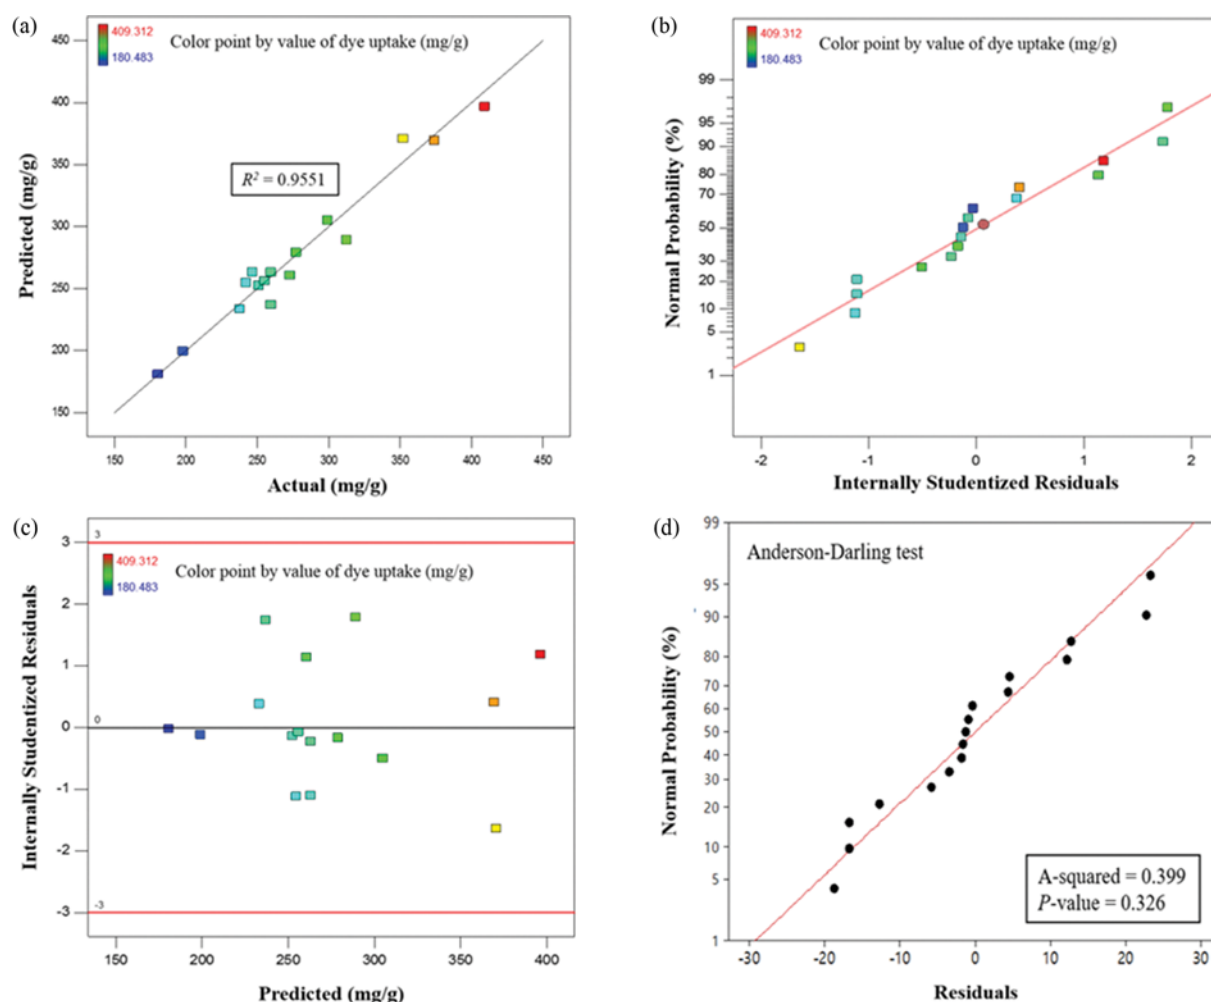 (a)
409.312
180.483
Color point by value of dye uptake (mg/g)
R² = 0.9551
Predicted (mg/g)
450
400
350
300
250
200
150
150 200 250 300 350 400 450
Actual (mg/g)
(b)
409.312
180.483
Color point by value of dye uptake (mg/g)
Normal Probability (%)
99
95
90
80
70
50
30
20
10
5
1
-2 -1 0 1 2
Internally Studentized Residuals
(c)
409.312
180.483
Color point by value of dye uptake (mg/g)
Internally Studentized Residuals
3
2
1
0
-1
-2
-3
3
0
-3
200 250 300 350 400
Predicted (mg/g)
(d)
Anderson-Darling test
Normal Probability (%)
99
95
90
80
70
60
50
40
30
20
10
5
1
A-squared = 0.399
P-value = 0.326
-30 -20 -10 0 10 20 30
Residuals